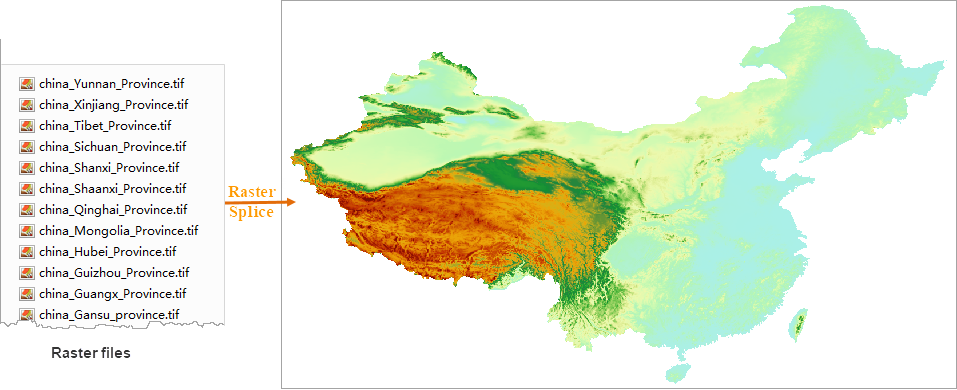 china_Yunnan_Province.tif
china_Xinjiang_Province.tif
china_Tibet_Province.tif
china_Sichuan_Province.tif
china_Shanxi_Province.tif
china_Shaanxi_Province.tif
china_Qinghai_Province.tif
china_Mongolia_Province.tif
china_Hubei_Province.tif
china_Guizhou_Province.tif
china_Guangx_Province.tif
china_Gansu_province.tif
Raster files
Raster
Splice